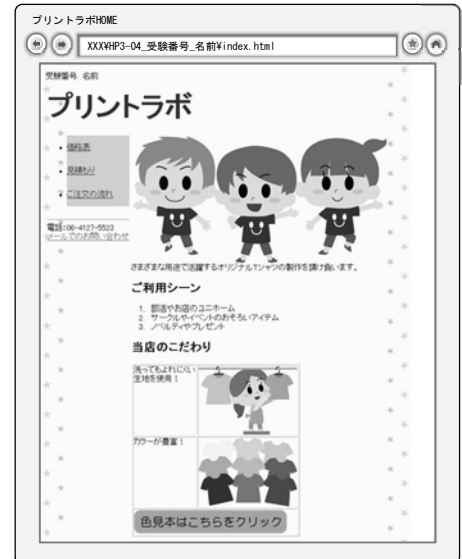 プリントラボHOME
XXX¥HP3-04_受験番号_名前¥index.html
受験番号 名前
プリントラボ
・価格表
・見積もり
・ご注文の流れ
電話:06-4127-5523
メールでのお問い合わせ
さまざまな用途で活躍するオリジナルTシャツの製作を請け負います。
ご利用シーン
1. 部活やお店のユニホーム
2. サークルやイベントのおそろいアイテム
3. ノベルティやプレゼント
当店のこだわり
洗ってもよれにくい
生地を使用！
カラーが豊富！
色見本はこちらをクリック